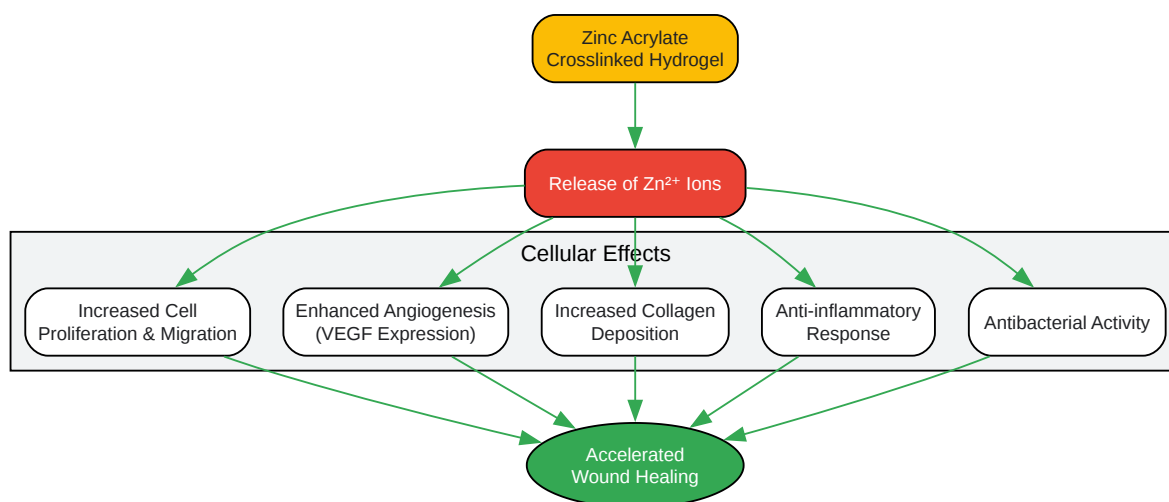 Zinc Acrylate
Crosslinked Hydrogel
Release of Zn²⁺ Ions
Cellular Effects
Increased Cell
Proliferation & Migration
Enhanced Angiogenesis
(VEGF Expression)
Increased Collagen
Deposition
Anti-inflammatory
Response
Antibacterial Activity
Accelerated
Wound Healing